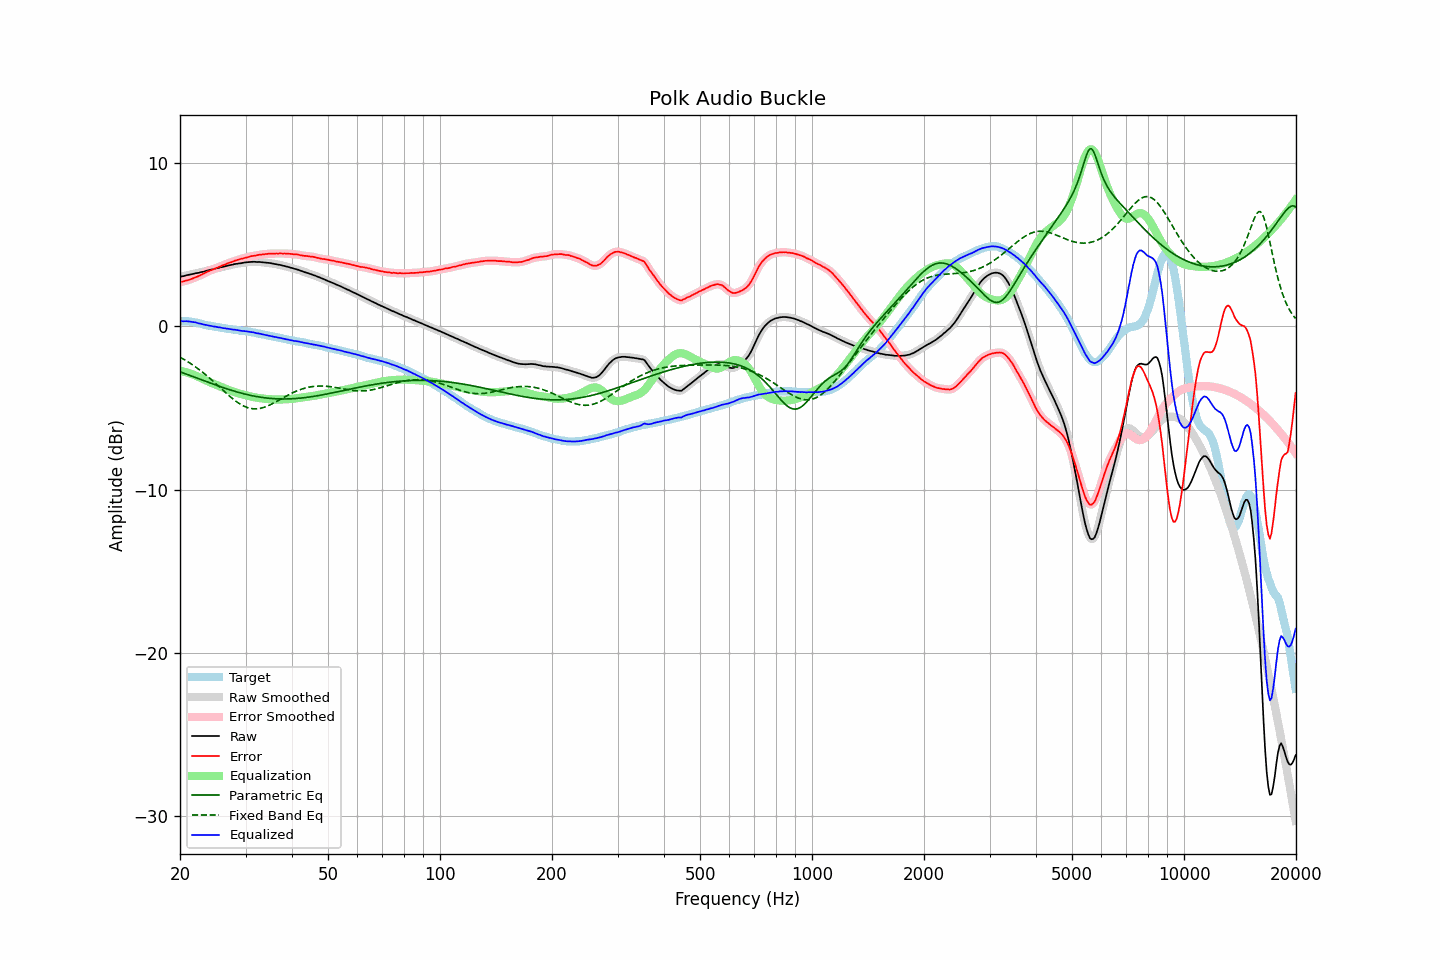 Polk Audio Buckle
Amplitude (dBr)
10
0
−10
−20
−30
Target
Raw Smoothed
Error Smoothed
Raw
Error
Equalization
Parametric Eq
Fixed Band Eq
Equalized
20 50 100 200 500 1000 2000 5000 10000 20000
Frequency (Hz)